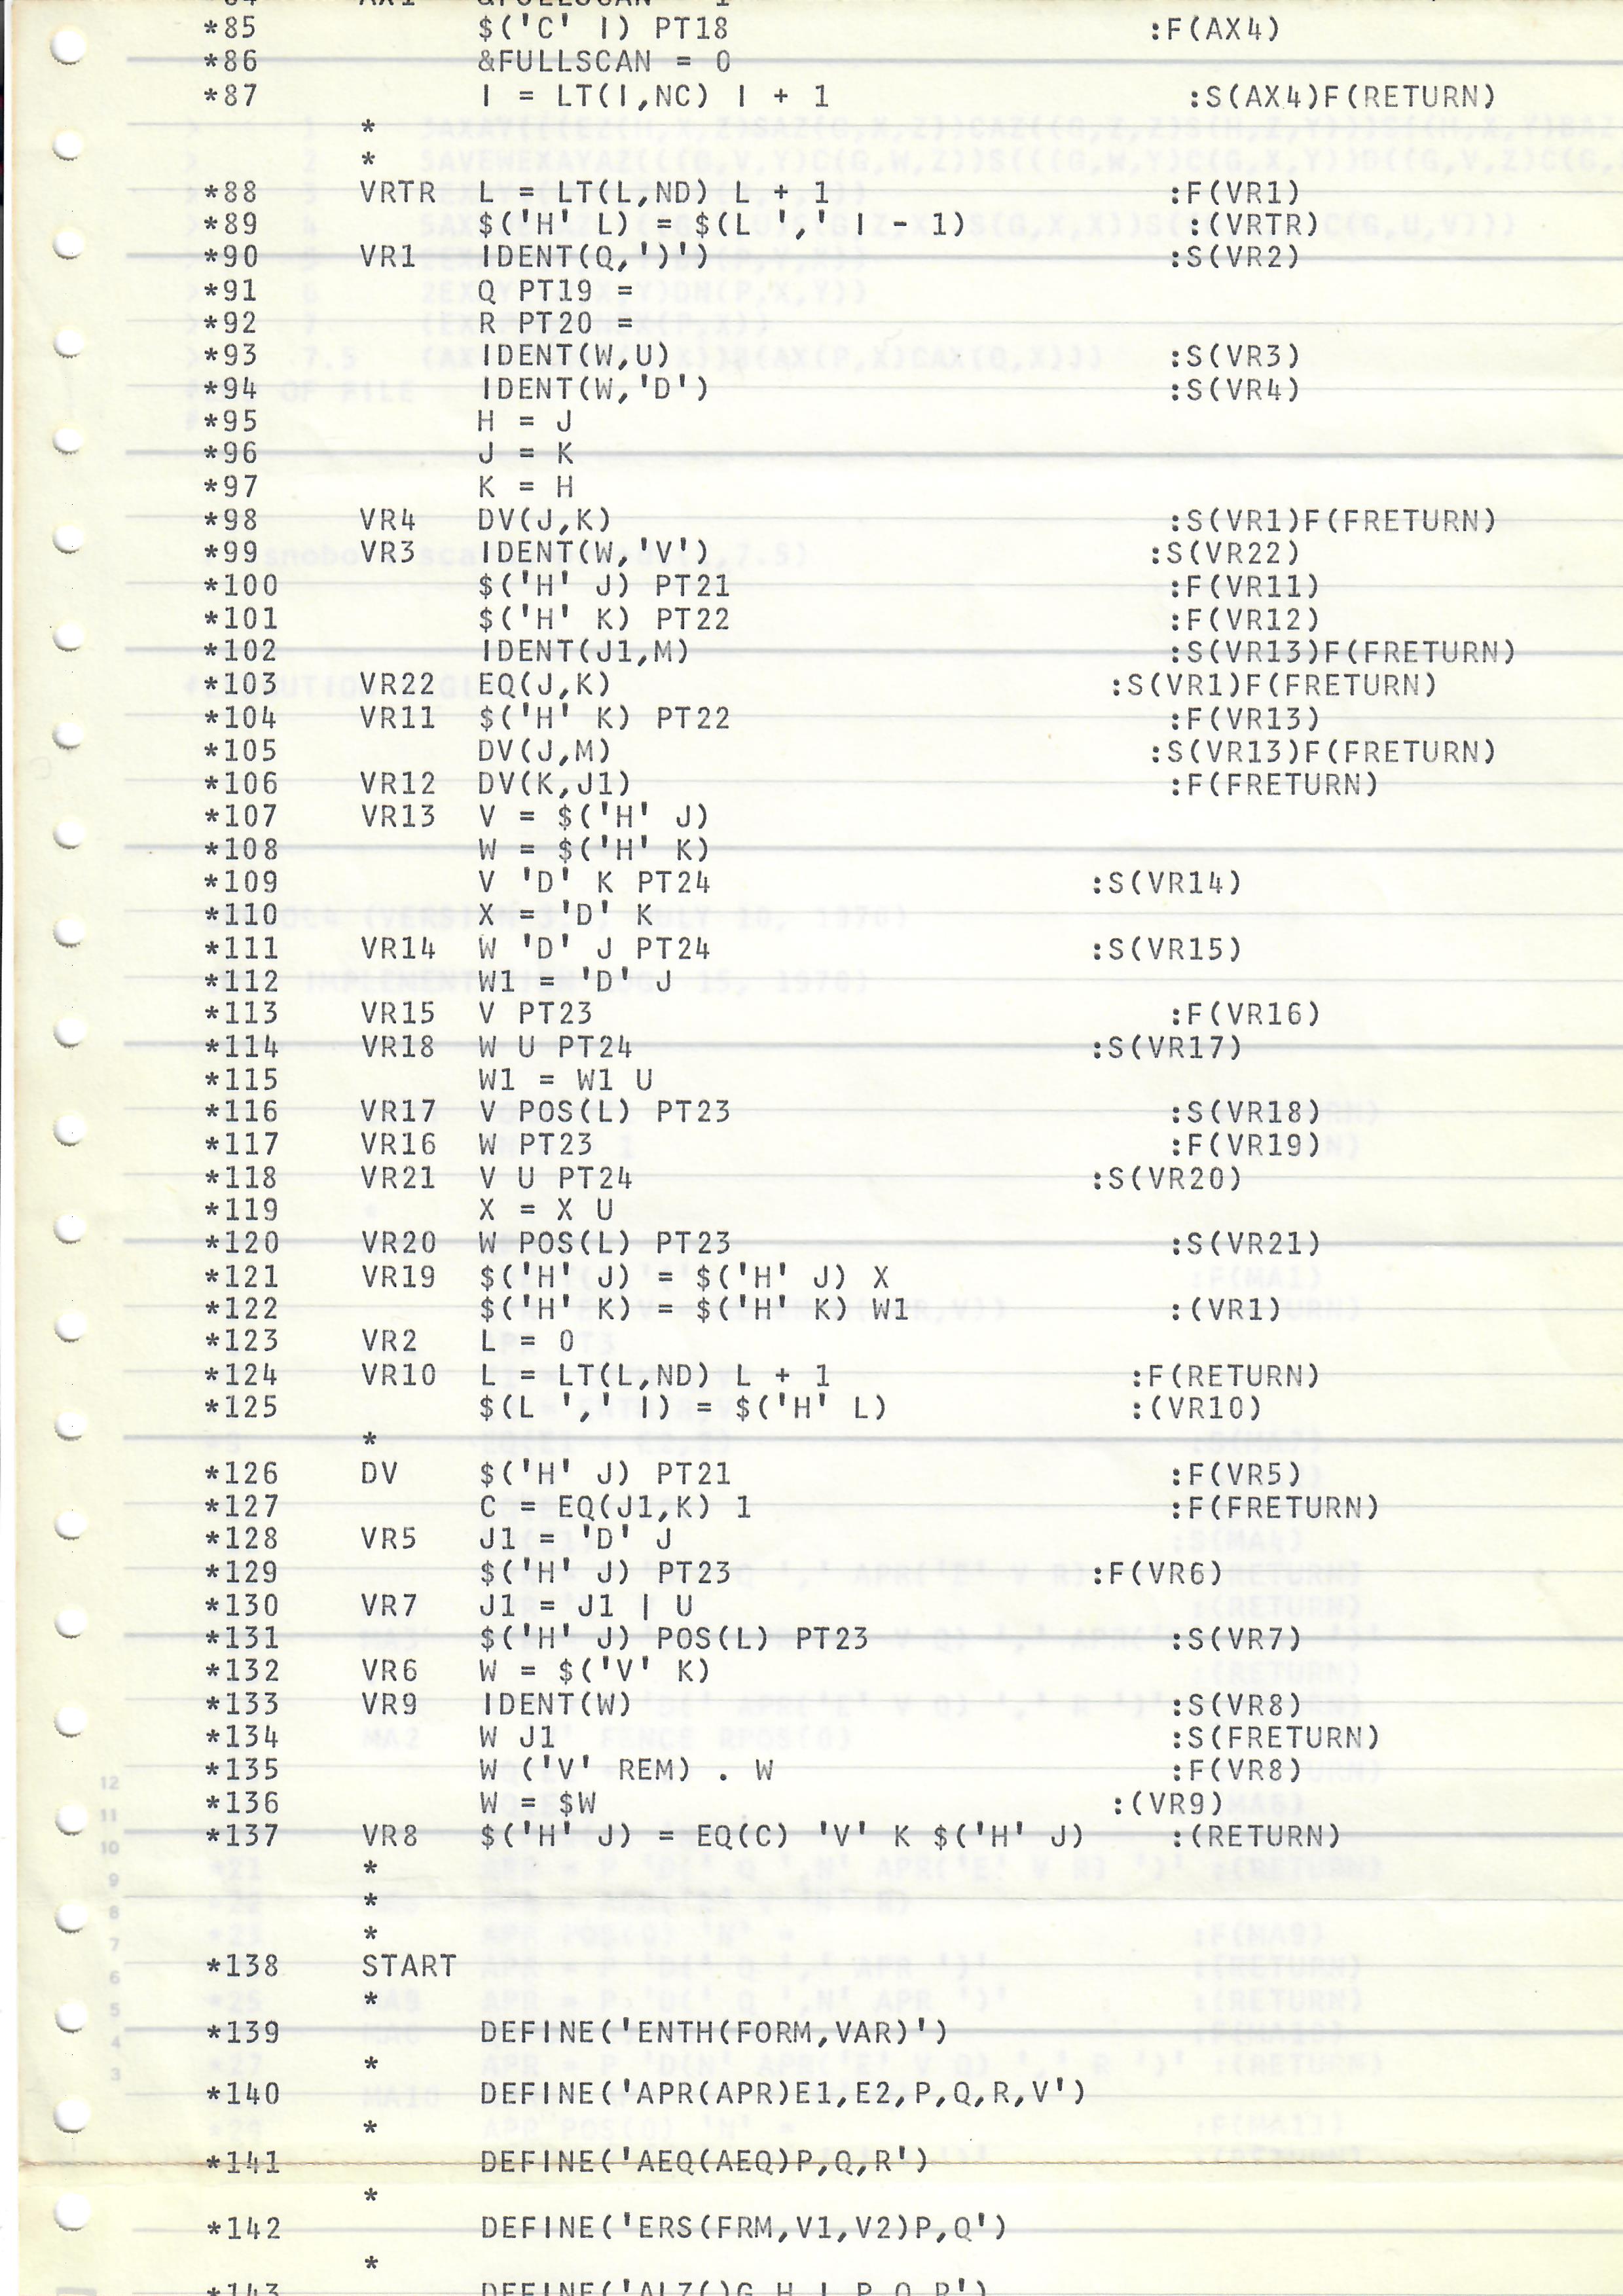 *85 $('C' I) PT18 :F(AX4)
*86 &FULLSCAN = 0
*87 I = LT(I,NC) I + 1 :S(AX4)F(RETURN)
*
*
*88 VRTR L = LT(L,ND) L + 1 :F(VR1)
*89 $('H' L) = $(L ',' I - 1) :(VRTR)
*90 VR1 IDENT(Q,')') :S(VR2)
*91 Q PT19 =
*92 R PT20 =
*93 IDENT(W,U) :S(VR3)
*94 IDENT(W,'D') :S(VR4)
*95 H = J
*96 J = K
*97 K = H
*98 VR4 DV(J,K) :S(VR1)F(FRETURN)
*99 VR3 IDENT(W,'V') :S(VR22)
*100 $('H' J) PT21 :F(VR11)
*101 $('H' K) PT22 :F(VR12)
*102 IDENT(J1,M) :S(VR13)F(FRETURN)
*103 VR22 EQ(J,K) :S(VR1)F(FRETURN)
*104 VR11 $('H' K) PT22 :F(VR13)
*105 DV(J,M) :S(VR13)F(FRETURN)
*106 VR12 DV(K,J1) :F(FRETURN)
*107 VR13 V = $('H' J)
*108 W = $('H' K)
*109 V 'D' K PT24 :S(VR14)
*110 X = 'D' K
*111 VR14 W 'D' J PT24 :S(VR15)
*112 W1 = 'D' J
*113 VR15 V PT23 :F(VR16)
*114 VR18 W U PT24 :S(VR17)
*115 W1 = W1 U
*116 VR17 V POS(L) PT23 :S(VR18)
*117 VR16 W PT23 :F(VR19)
*118 VR21 V U PT24 :S(VR20)
*119 X = X U
*120 VR20 W POS(L) PT23 :S(VR21)
*121 VR19 $('H' J) = $('H' J) X
*122 $('H' K) = $('H' K) W1 :(VR1)
*123 VR2 L = 0
*124 VR10 L = LT(L,ND) L + 1 :F(RETURN)
*125 $(L ',' I) = $('H' L) :(VR10)
*
*126 DV $('H' J) PT21 :F(VR5)
*127 C = EQ(J1,K) 1 :F(FRETURN)
*128 VR5 J1 = 'D' J
*129 $('H' J) PT23 :F(VR6)
*130 VR7 J1 = J1 | U
*131 $('H' J) POS(L) PT23 :S(VR7)
*132 VR6 W = $('V' K)
*133 VR9 IDENT(W) :S(VR8)
*134 W J1 :S(FRETURN)
*135 W ('V' REM) . W :F(VR8)
*136 W = $W :(VR9)
*137 VR8 $('H' J) = EQ(C) 'V' K $('H' J) :(RETURN)
*
*
*
*138 START
*
*139 DEFINE('ENTH(FORM,VAR)')
*
*140 DEFINE('APR(APR)E1,E2,P,Q,R,V')
*
*141 DEFINE('AEQ(AEQ)P,Q,R')
*
*142 DEFINE('ERS(FRM,V1,V2)P,Q')
*
*143 DEFINE('ALZ()G,H,I,P,Q,R')
12
11
10
9
8
7
6
5
4
3